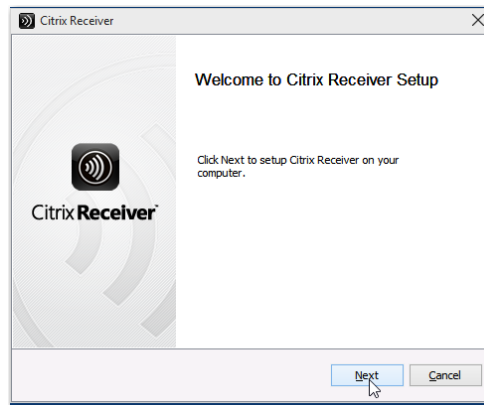 Citrix Receiver
Welcome to Citrix Receiver Setup
Click Next to setup Citrix Receiver on your
computer.
Citrix Receiver™
Next
Cancel